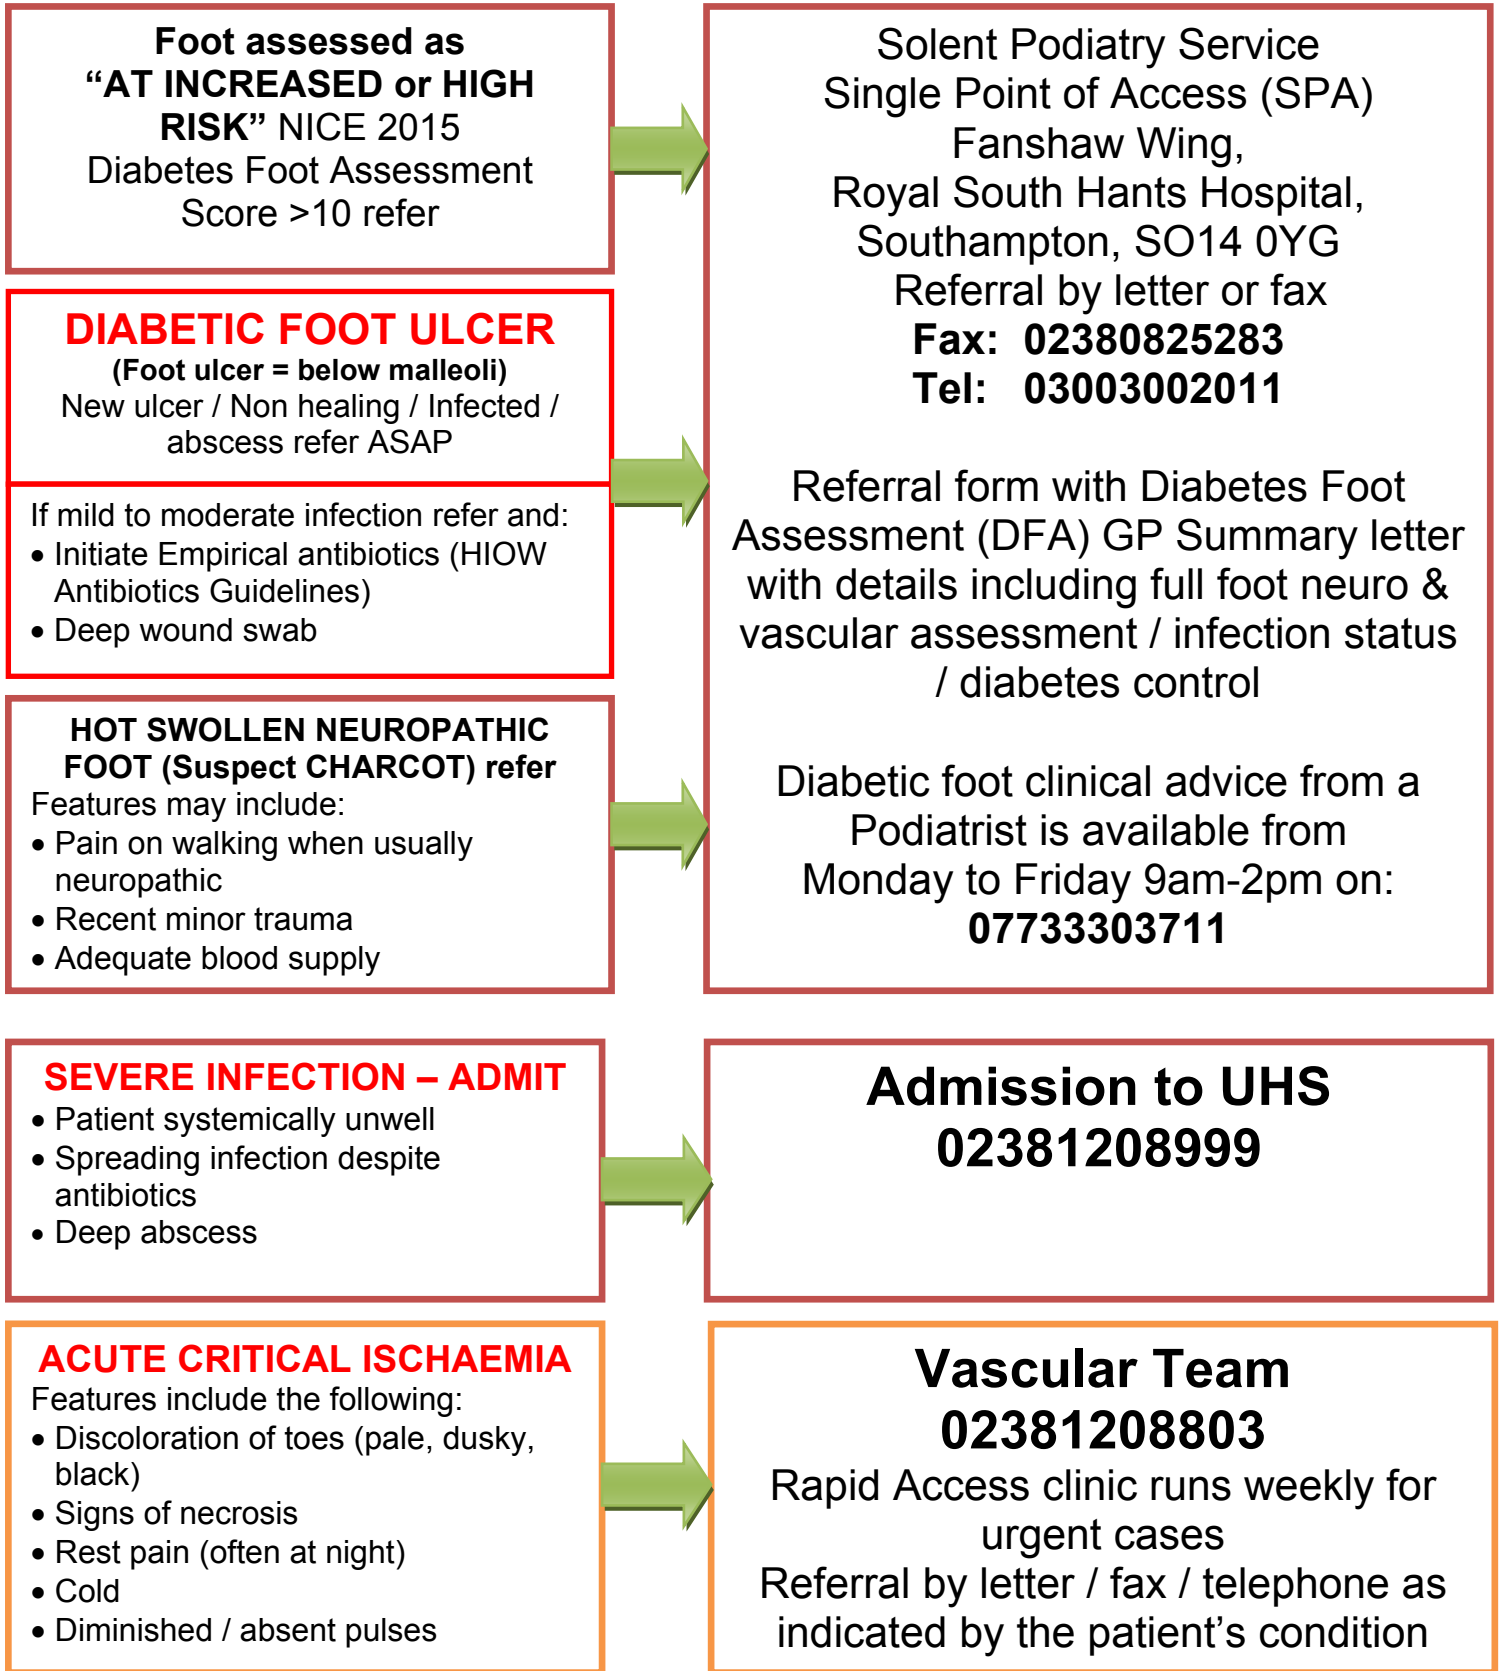 Foot assessed as
“AT INCREASED or HIGH
RISK” NICE 2015
Diabetes Foot Assessment
Score >10 refer
DIABETIC FOOT ULCER
(Foot ulcer = below malleoli)
New ulcer / Non healing / Infected /
abscess refer ASAP
If mild to moderate infection refer and:
• Initiate Empirical antibiotics (HIOW
Antibiotics Guidelines)
• Deep wound swab
HOT SWOLLEN NEUROPATHIC
FOOT (Suspect CHARCOT) refer
Features may include:
• Pain on walking when usually
neuropathic
• Recent minor trauma
• Adequate blood supply
Solent Podiatry Service
Single Point of Access (SPA)
Fanshaw Wing,
Royal South Hants Hospital,
Southampton, SO14 0YG
Referral by letter or fax
Fax: 02380825283
Tel: 03003002011
Referral form with Diabetes Foot
Assessment (DFA) GP Summary letter
with details including full foot neuro &
vascular assessment / infection status
/ diabetes control
Diabetic foot clinical advice from a
Podiatrist is available from
Monday to Friday 9am-2pm on:
07733303711
SEVERE INFECTION – ADMIT
• Patient systemically unwell
• Spreading infection despite
antibiotics
• Deep abscess
Admission to UHS
02381208999
ACUTE CRITICAL ISCHAEMIA
Features include the following:
• Discoloration of toes (pale, dusky,
black)
• Signs of necrosis
• Rest pain (often at night)
• Cold
• Diminished / absent pulses
Vascular Team
02381208803
Rapid Access clinic runs weekly for
urgent cases
Referral by letter / fax / telephone as
indicated by the patient’s condition